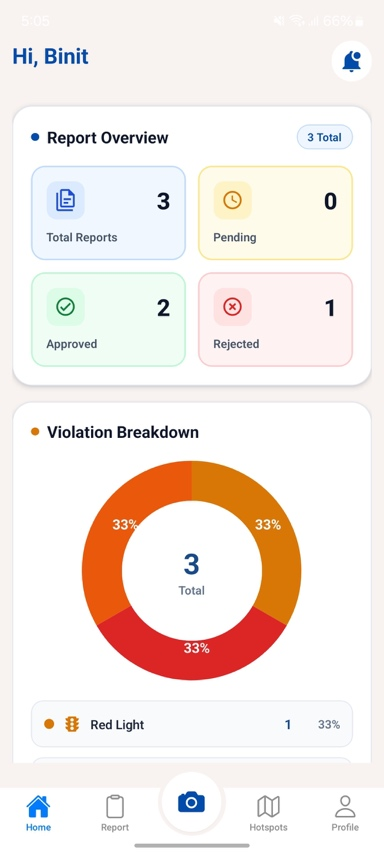 5:05 66%
Hi, Binit
Report Overview 3 Total
3 0
Total Reports Pending
2 1
Approved Rejected
Violation Breakdown
33% 33%
3
Total
33%
Red Light 1 33%
Home Report Hotspots Profile